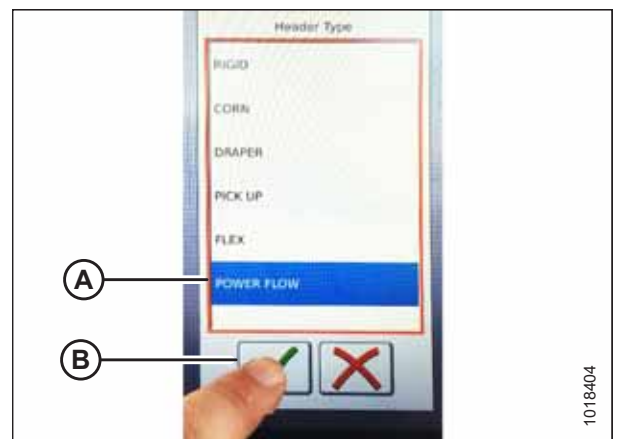 Header Type
RIGID
CORN
DRAPER
PICK UP
FLEX
POWER FLOW
A
B
1018404